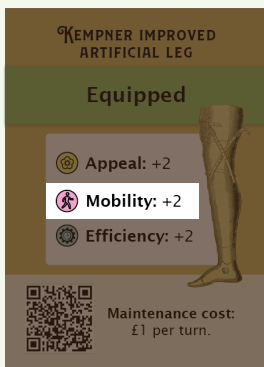 Kempner improved
artificial leg
Equipped
Appeal: +2
Mobility: +2
Efficiency: +2
Maintenance cost:
£1 per turn.